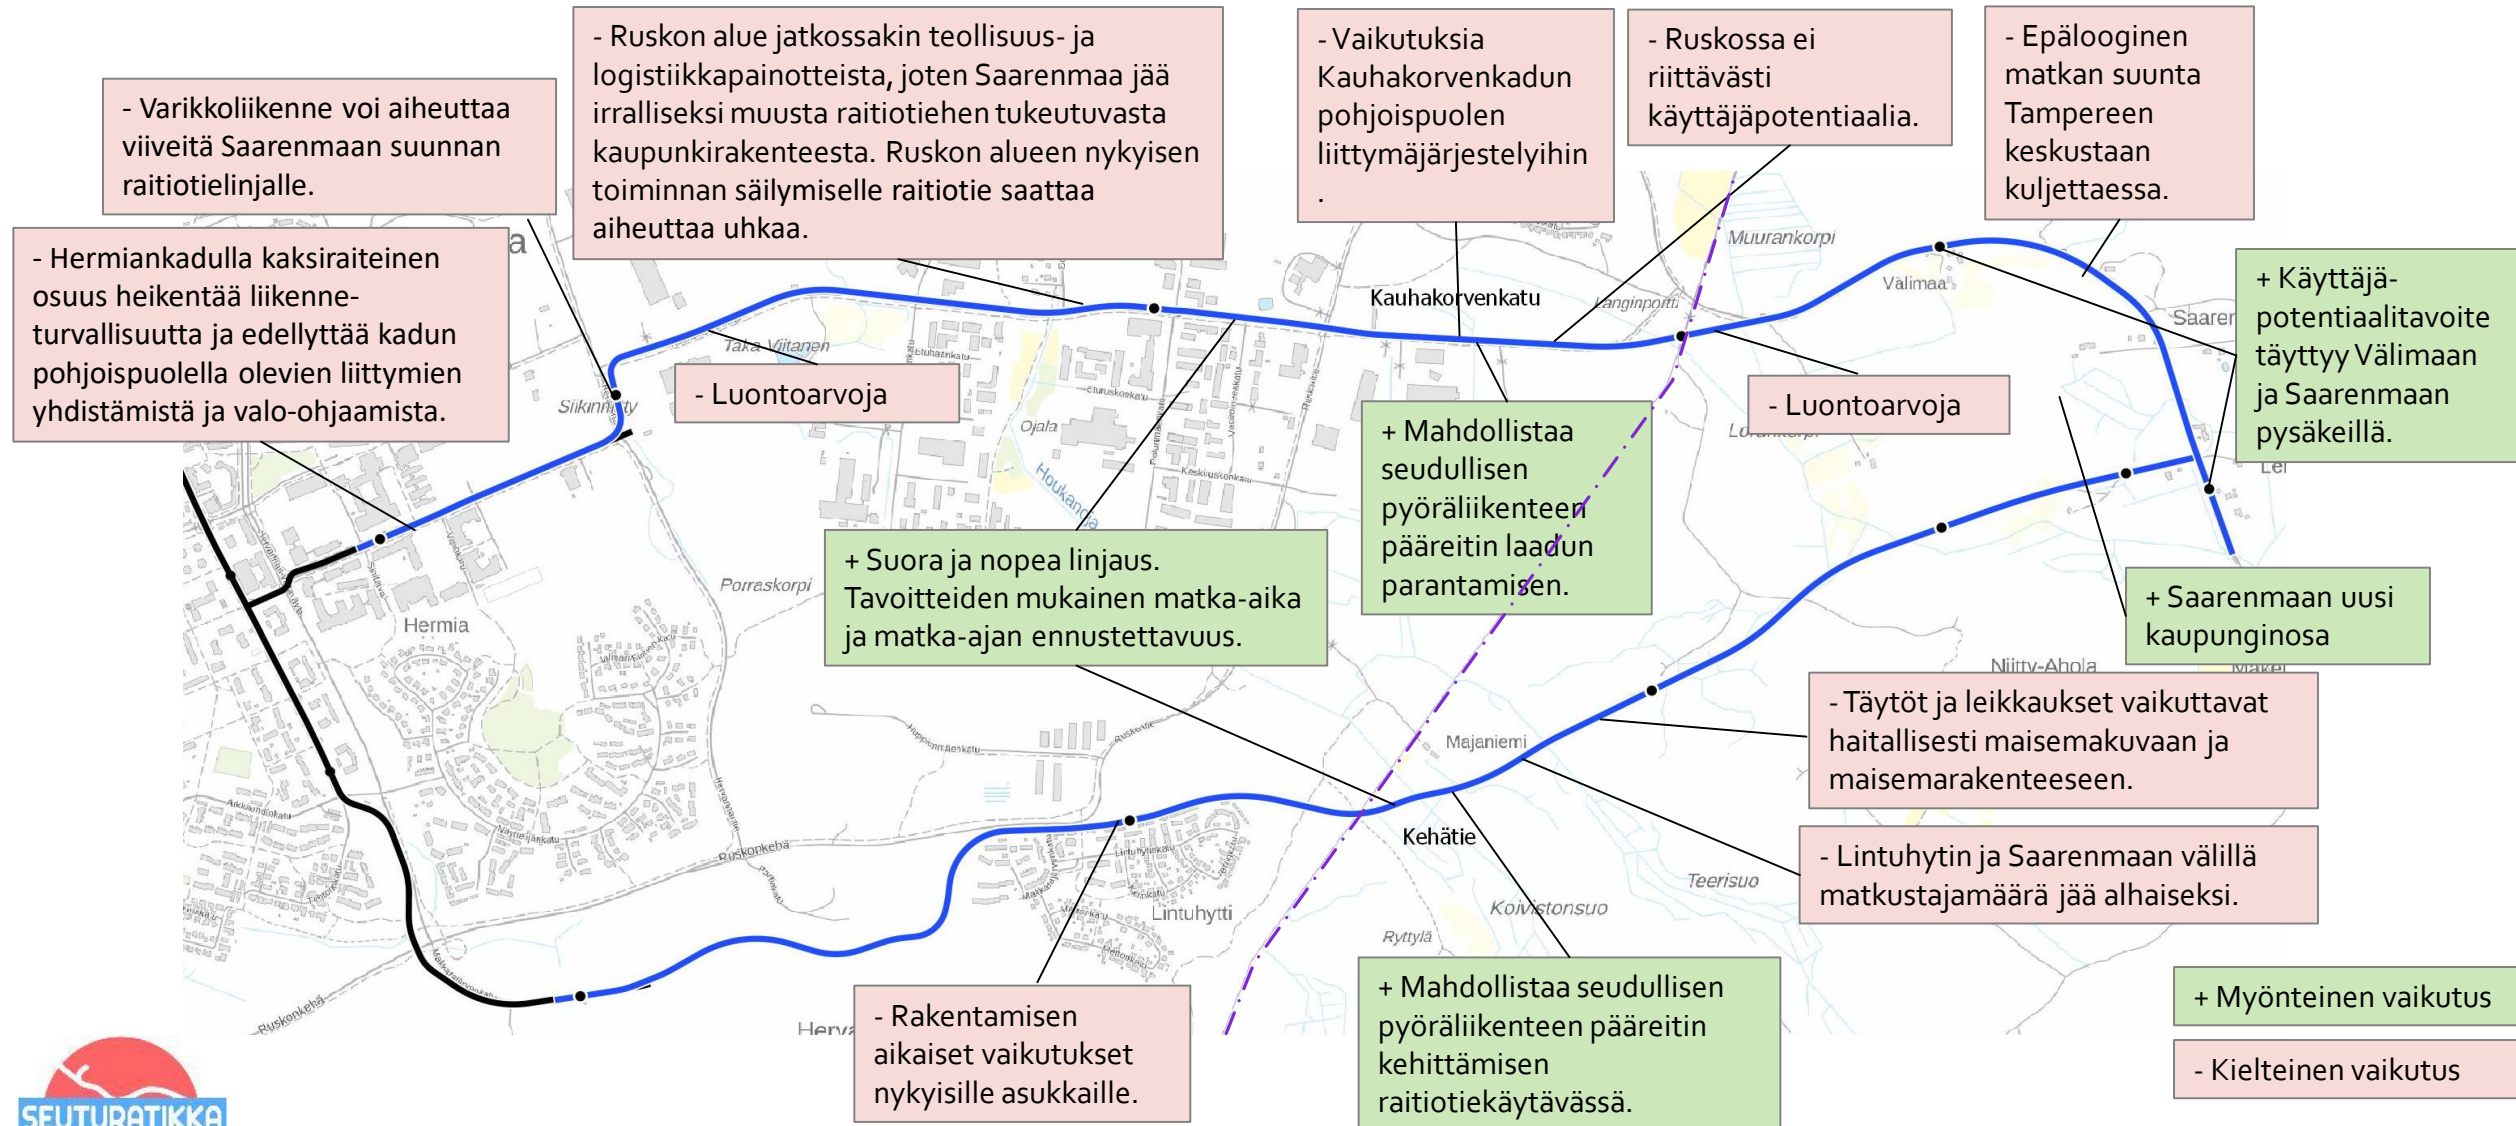 - Ruskon alue jatkossakin teollisuus- ja
logistiikkapainotteista, joten Saarenmaa jää
irralliseksi muusta raitiotiehen tukeutuvasta
kaupunkirakenteesta. Ruskon alueen nykyisen
toiminnan säilymiselle raitiotie saattaa
aiheuttaa uhkaa.
- Vaikutuksia
Kauhakorvenkadun
pohjoispuolen
liittymäjärjestelyihin
.
- Ruskossa ei
riittävästi
käyttäjäpotentiaalia.
- Epälooginen
matkan suunta
Tampereen
keskustaan
kuljettaessa.
- Varikkoliikenne voi aiheuttaa
viiveitä Saarenmaan suunnan
raitiotielinjalle.
- Hermiankadulla kaksiraiteinen
osuus heikentää liikenne-
turvallisuutta ja edellyttää kadun
pohjoispuolella olevien liittymien
yhdistämistä ja valo-ohjaamista.
a
Muurankorpi
Välimaa
Kauhakorvenkatu
Länginportti
Saaren
+ Käyttäjä-
potentiaalitavoite
täyttyy Välimaan
ja Saarenmaan
pysäkeillä.
Taka-Viitanen
- Luontoarvoja
- Luontoarvoja
Ojala
Houkanoja
Keskuskonkatu
+ Mahdollistaa
seudullisen
pyöräliikenteen
pääreitin laadun
parantamisen.
+ Suora ja nopea linjaus.
Tavoitteiden mukainen matka-aika
ja matka-ajan ennustettavuus.
Porraskorpi
Hermia
+ Saarenmaan uusi
kaupunginosa
Niitty-Ahola
- Täytöt ja leikkaukset vaikuttavat
haitallisesti maisemakuvaan ja
maisemarakenteeseen.
Majaniemi
Ruskontie
Kehätie
Ruskonkehä
Lintuhytinkatu
Lintuhytti
- Lintuhytin ja Saarenmaan välillä
matkustajamäärä jää alhaiseksi.
Teerisuo
Koivistonsuo
Ryttylä
Ruskonkehä
Herva
- Rakentamisen
aikaiset vaikutukset
nykyisille asukkaille.
+ Mahdollistaa seudullisen
pyöräliikenteen pääreitin
kehittämisen
raitiotiekäytävässä.
+ Myönteinen vaikutus
- Kielteinen vaikutus
SEUTURATIKKA